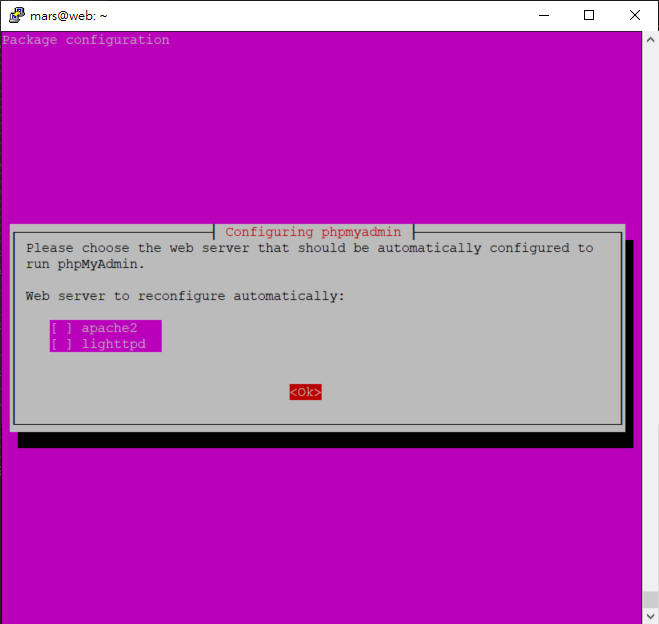 mars@web: ~
Package configuration
Configuring phpmyadmin
Please choose the web server that should be automatically configured to
run phpMyAdmin.
Web server to reconfigure automatically:
[ ] apache2
[ ] lighttpd
<Ok>